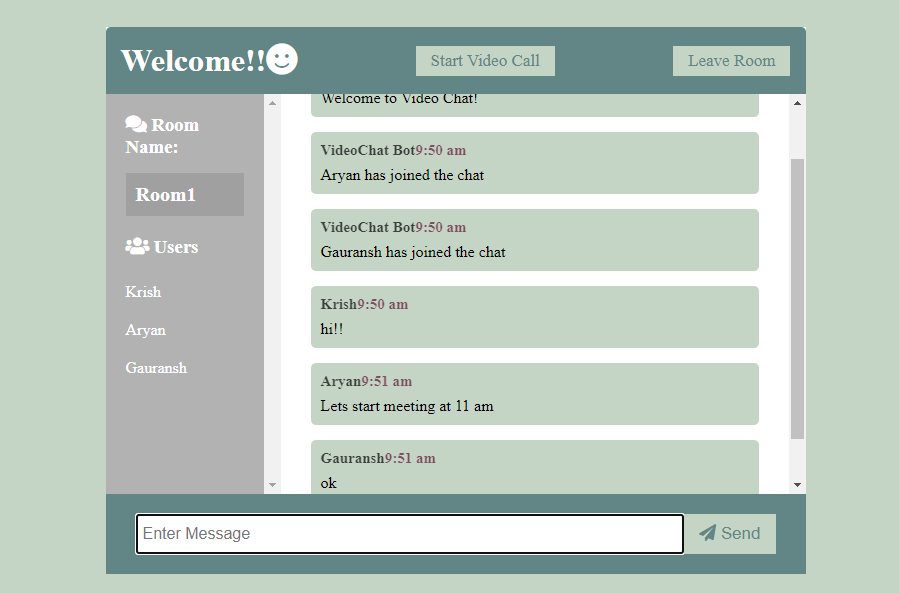 Welcome!!
Start Video Call
Leave Room
Room
Name:
Room1
Users
Krish
Aryan
Gauransh
Welcome to Video Chat!
VideoChat Bot9:50 am
Aryan has joined the chat
VideoChat Bot9:50 am
Gauransh has joined the chat
Krish9:50 am
hi!!
Aryan9:51 am
Lets start meeting at 11 am
Gauransh9:51 am
ok
Enter Message
Send